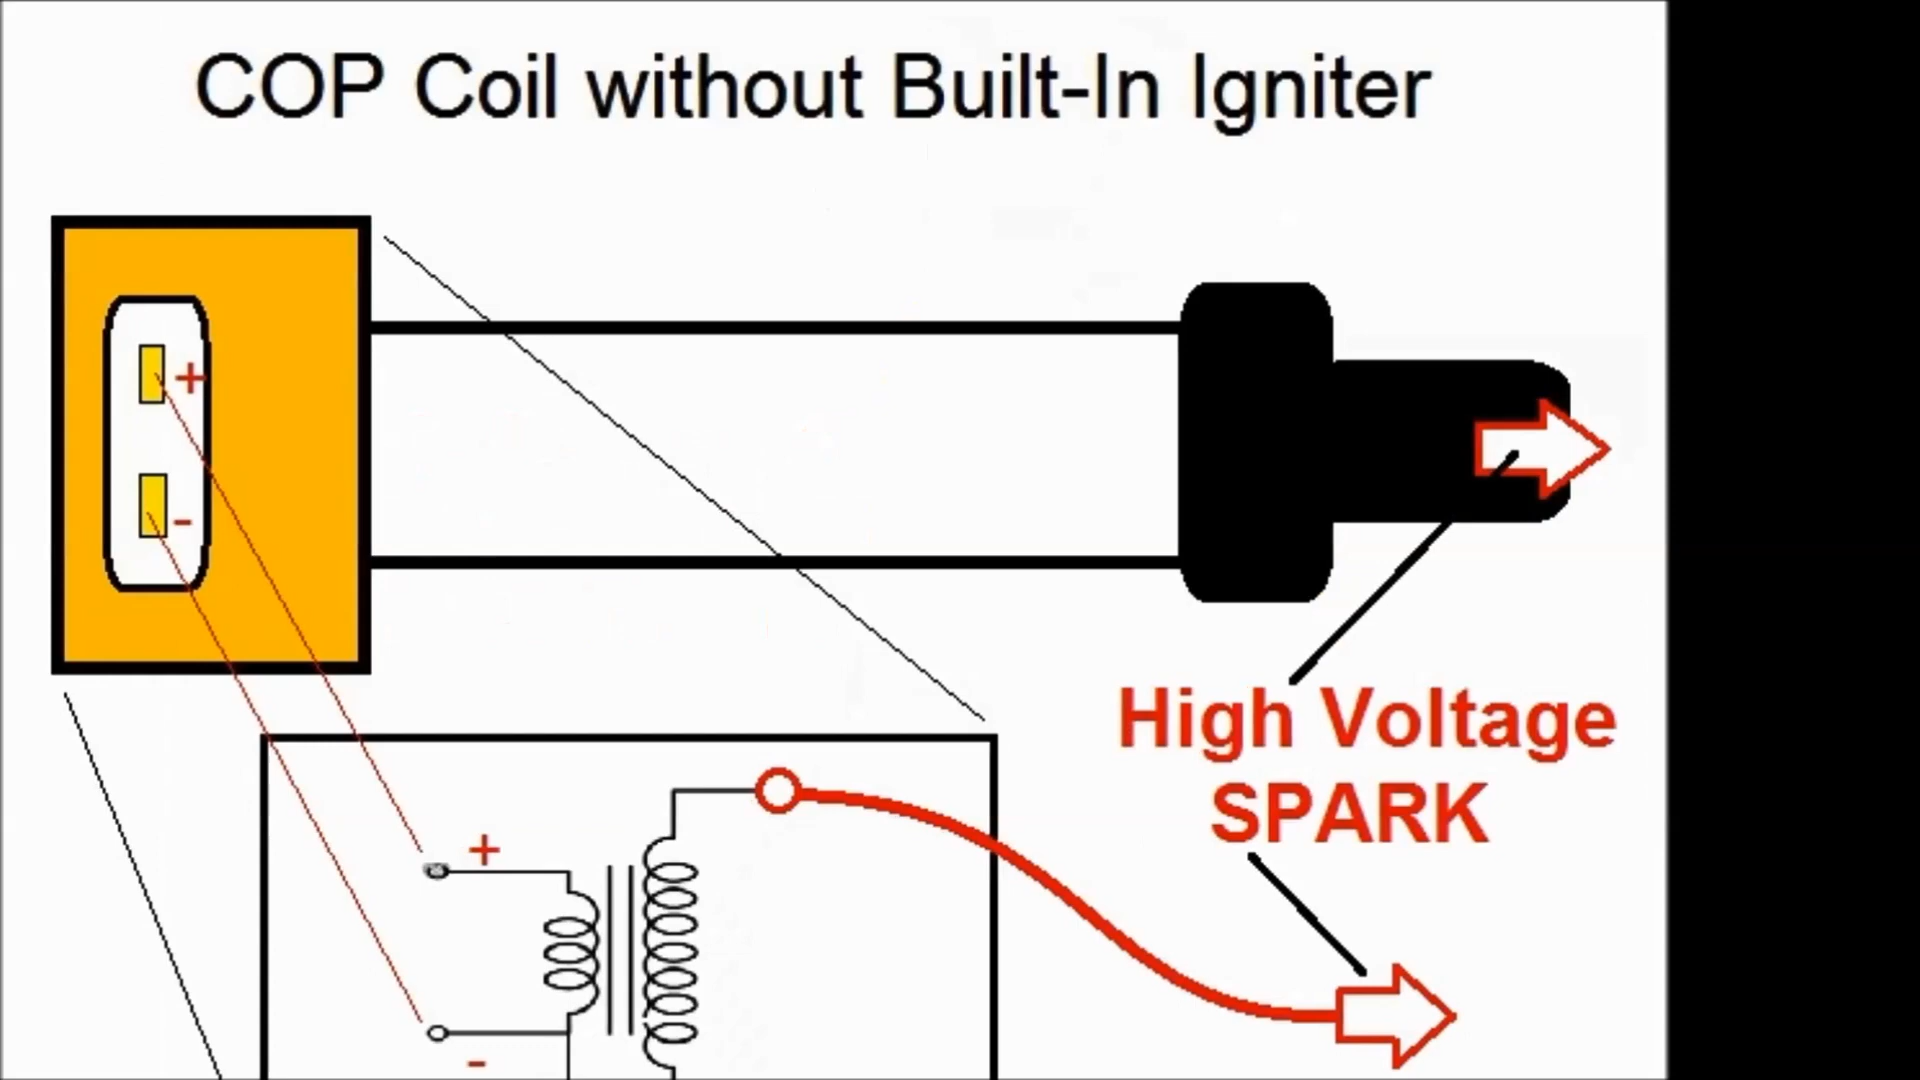 COP Coil without Built-In Igniter
+
-
High Voltage
SPARK
+
-